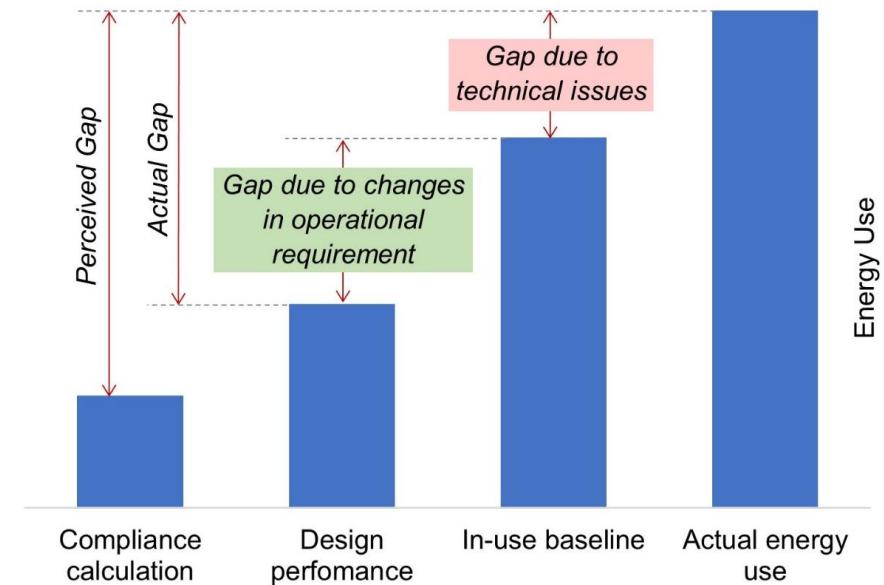 Gap due to
technical issues
Perceived Gap
Actual Gap
Gap due to changes
in operational
requirement
Energy Use
Compliance
calculation
Design
perfomance
In-use baseline
Actual energy
use